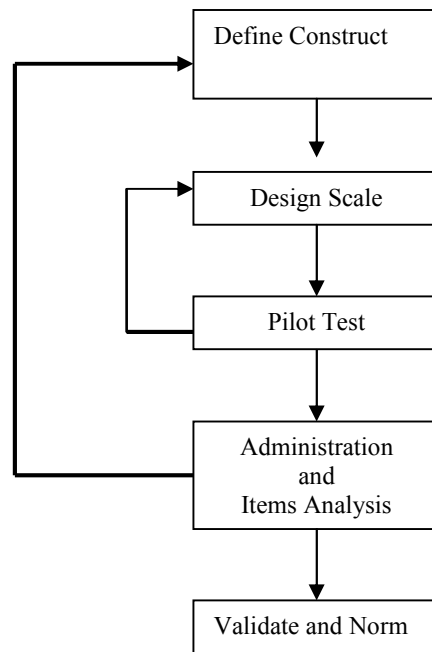 Define Construct
Design Scale
Pilot Test
Administration
and
Items Analysis
Validate and Norm